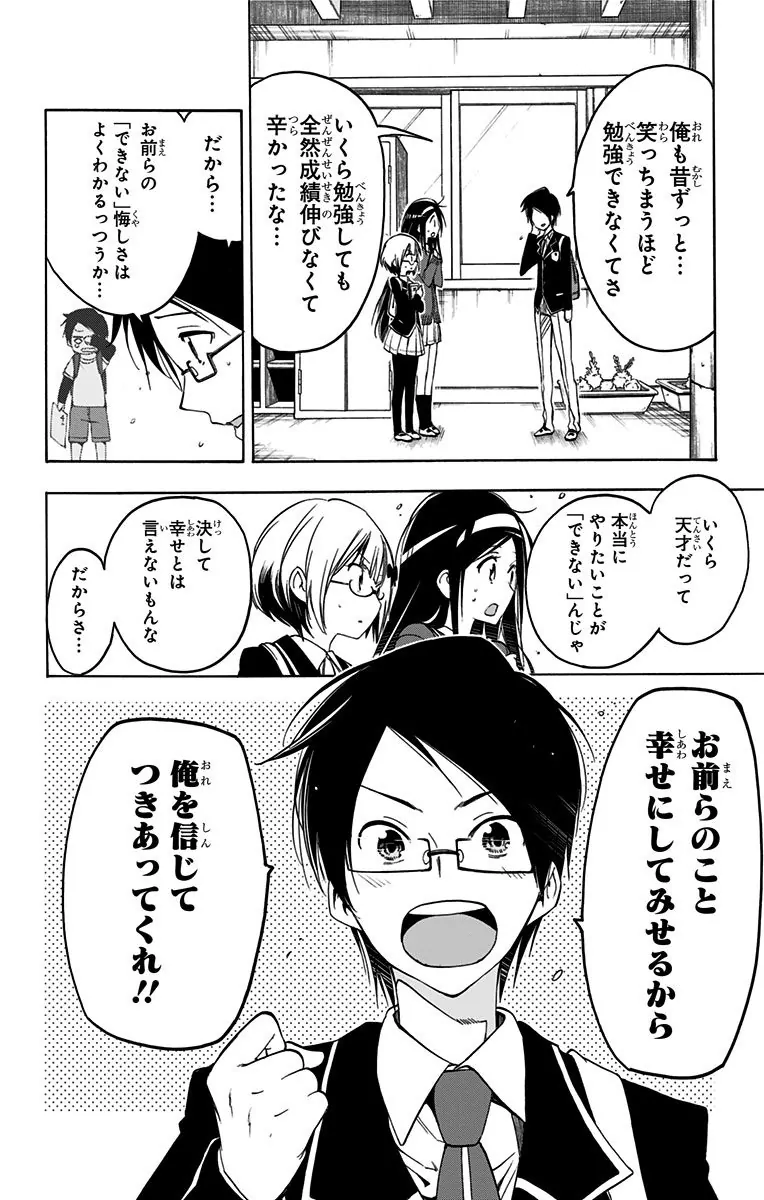 俺も昔ずっと…
笑っちまうほど
勉強できなくてさ
いくら勉強しても
全然成績伸びなくて
辛かったな…
だから…
お前らの
「できない」悔しさは
よくわかるっつうか…
いくら
天才だって
本当に
やりたいことが
「できない」んじゃ
決して
幸せとは
言えないもんな
だからさ…
お前らのこと
幸せにしてみせるから
俺を信じて
つきあってくれ!!